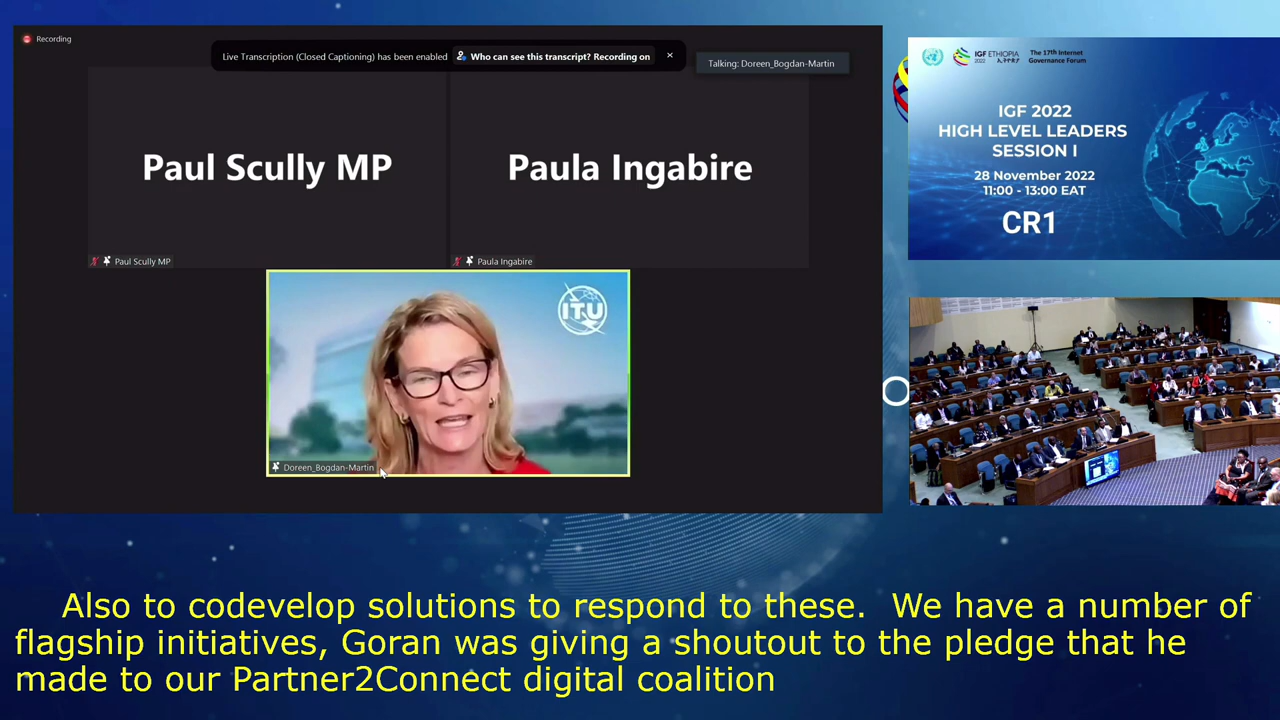 Recording
Live Transcription (Closed Captioning) has been enabled
Who can see this transcript? Recording on
Talking: Doreen_Bogdan-Martin
Paul Scully MP
Paula Ingabire
Paul Scully MP
Paula Ingabire
ITU
Doreen_Bogdan-Martin
IGF ETHIOPIA
2022 ኢትዮጵያ
The 17th Internet
Governance Forum
IGF 2022
HIGH LEVEL LEADERS
SESSION I
28 November 2022
11:00 - 13:00 EAT
CR1
Also to codevelop solutions to respond to these. We have a number of
flagship initiatives, Goran was giving a shoutout to the pledge that he
made to our Partner2Connect digital coalition